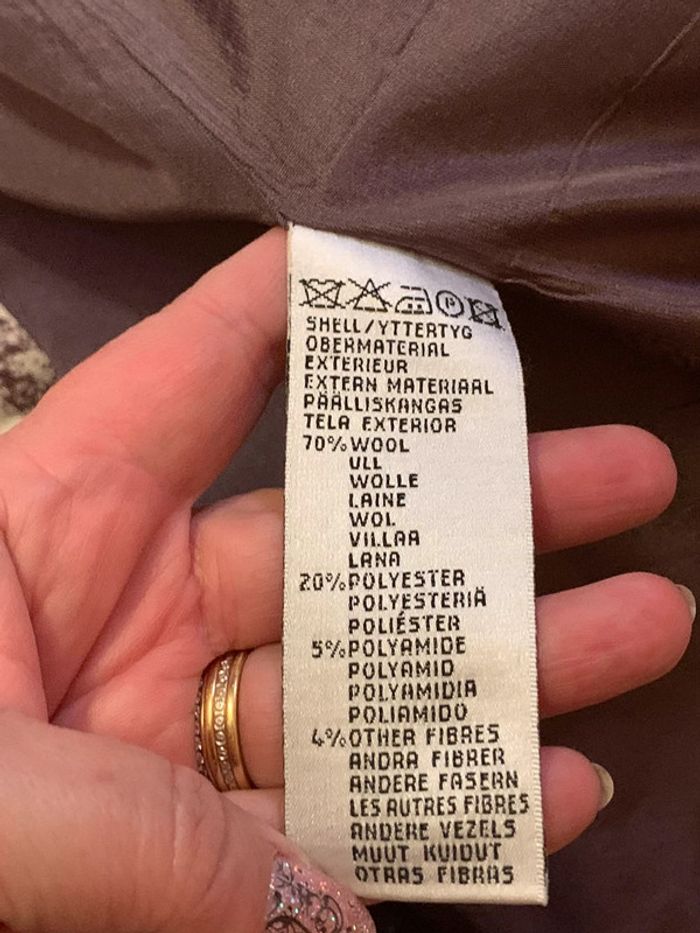 P
SHELL/YTTERTYG
OBERMATERIAL
EXTERIEUR
EXTERN MATERIAAL
PÄÄLLISKANGAS
TELA EXTERIOR
70% WOOL
ULL
WOLLE
LAINE
WOL
VILLAA
LANA
20% POLYESTER
POLYESTERIÄ
POLIÉSTER
5% POLYAMIDE
POLYAMID
POLYAMIDIA
POLIAMIDO
4% OTHER FIBRES
ANDRA FIBRER
ANDERE FASERN
LES AUTRES FIBRES
ANDERE VEZELS
MUUT KUIDUT
OTRAS FIBRAS